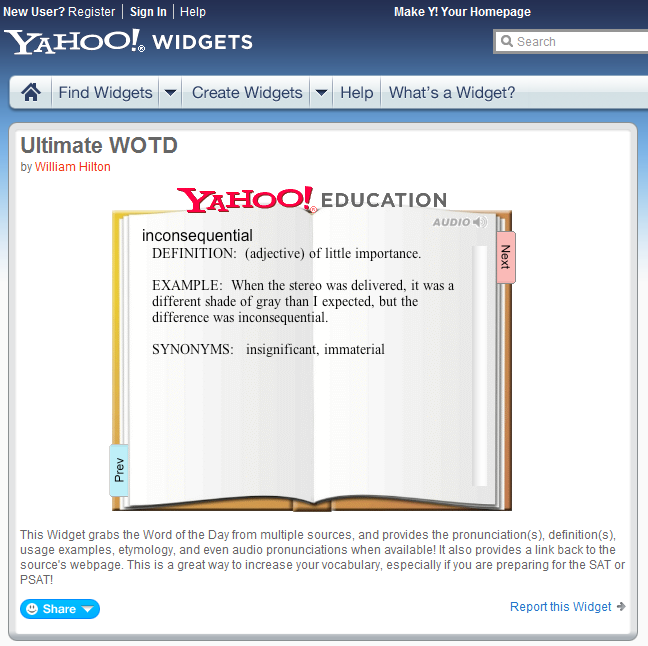 New User? Register | Sign In | Help Make Y! Your Homepage
YAHOO!® WIDGETS
Search
Find Widgets Create Widgets Help What's a Widget?
Ultimate WOTD
by William Hilton
YAHOO!® EDUCATION
AUDIO
inconsequential
Next
DEFINITION: (adjective) of little importance.
EXAMPLE: When the stereo was delivered, it was a
different shade of gray than I expected, but the
difference was inconsequential.
SYNONYMS: insignificant, immaterial
Prev
This Widget grabs the Word of the Day from multiple sources, and provides the pronunciation(s), definition(s),
usage examples, etymology, and even audio pronunciations when available! It also provides a link back to the
source's webpage. This is a great way to increase your vocabulary, especially if you are preparing for the SAT or
PSAT!
Share
Report this Widget